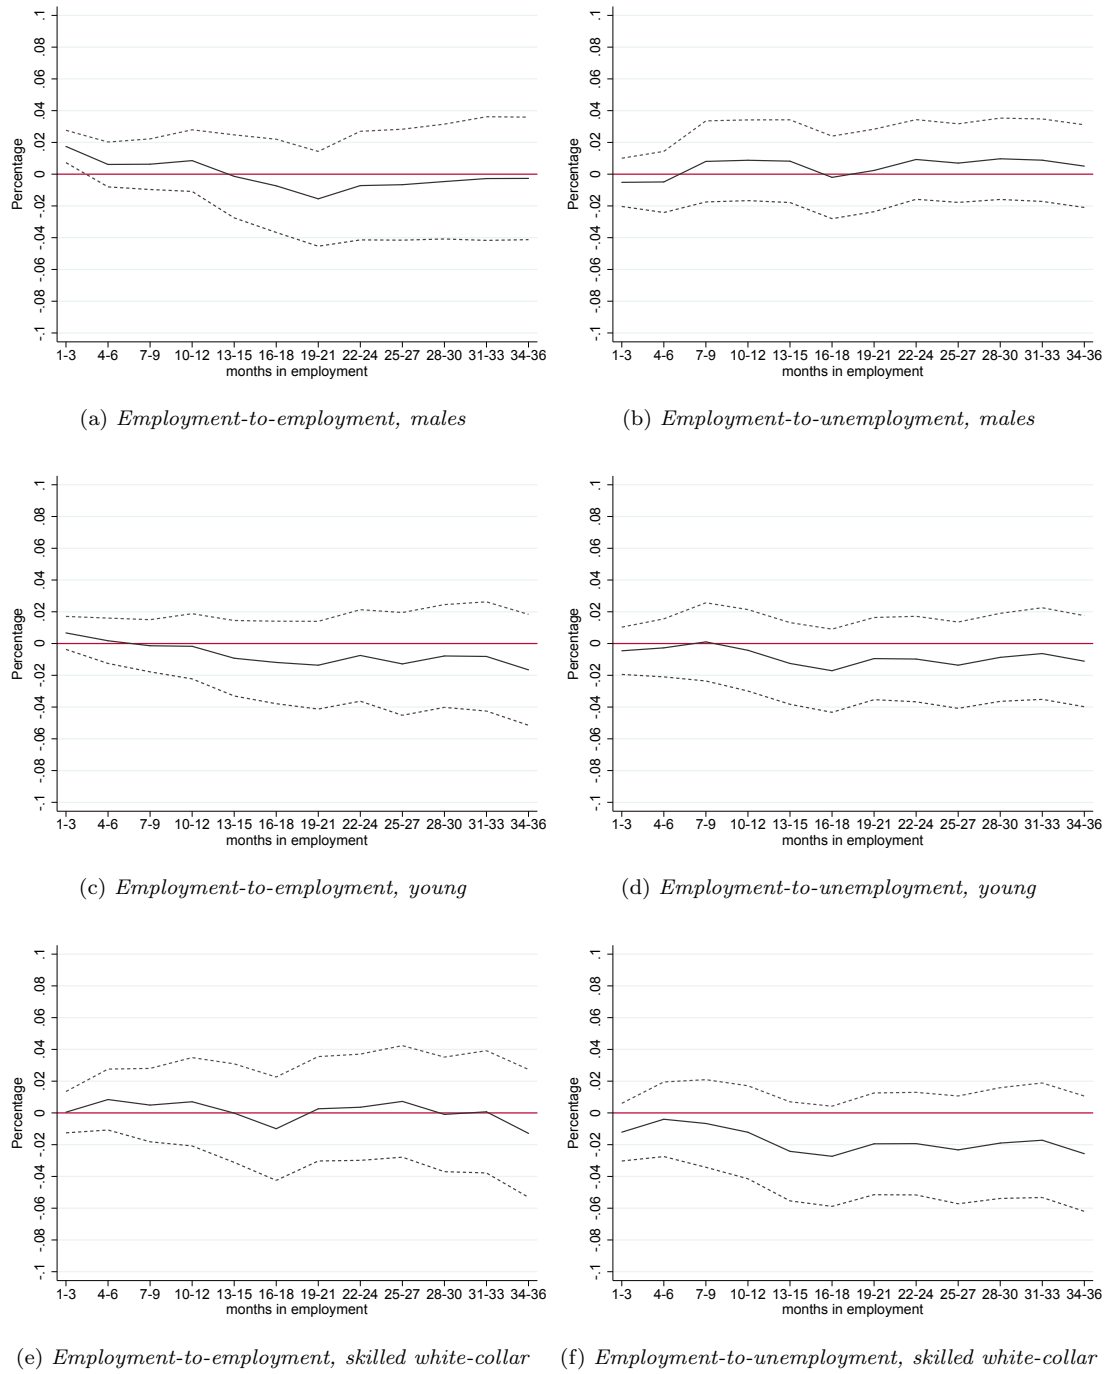 .1
.08
.06
.04
.02
0
-.02
-.04
-.06
-.08
-.1
Percentage
1-3 4-6 7-9 10-12 13-15 16-18 19-21 22-24 25-27 28-30 31-33 34-36
months in employment
(a) Employment-to-employment, males
.1
.08
.06
.04
.02
0
-.02
-.04
-.06
-.08
-.1
Percentage
1-3 4-6 7-9 10-12 13-15 16-18 19-21 22-24 25-27 28-30 31-33 34-36
months in employment
(b) Employment-to-unemployment, males
.1
.08
.06
.04
.02
0
-.02
-.04
-.06
-.08
-.1
Percentage
1-3 4-6 7-9 10-12 13-15 16-18 19-21 22-24 25-27 28-30 31-33 34-36
months in employment
(c) Employment-to-employment, young
.1
.08
.06
.04
.02
0
-.02
-.04
-.06
-.08
-.1
Percentage
1-3 4-6 7-9 10-12 13-15 16-18 19-21 22-24 25-27 28-30 31-33 34-36
months in employment
(d) Employment-to-unemployment, young
.1
.08
.06
.04
.02
0
-.02
-.04
-.06
-.08
-.1
Percentage
1-3 4-6 7-9 10-12 13-15 16-18 19-21 22-24 25-27 28-30 31-33 34-36
months in employment
(e) Employment-to-employment, skilled white-collar
.1
.08
.06
.04
.02
0
-.02
-.04
-.06
-.08
-.1
Percentage
1-3 4-6 7-9 10-12 13-15 16-18 19-21 22-24 25-27 28-30 31-33 34-36
months in employment
(f) Employment-to-unemployment, skilled white-collar